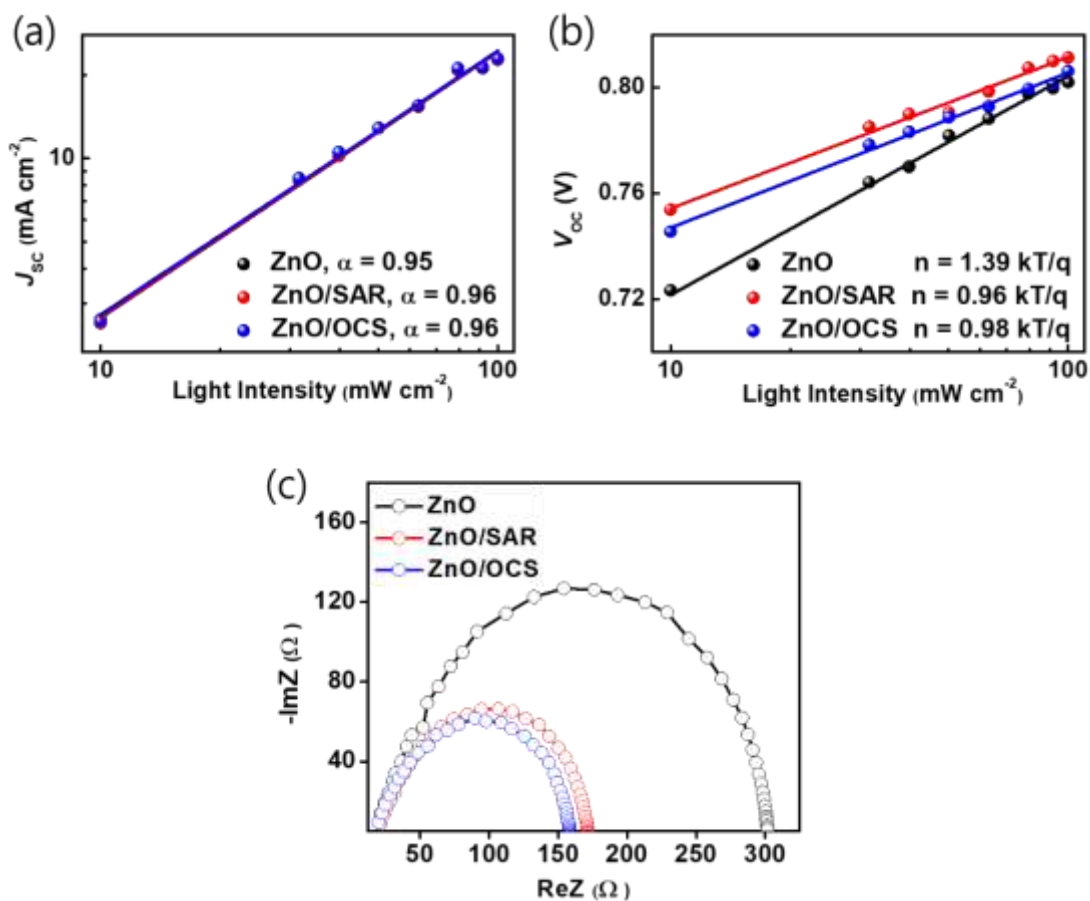 (a)
10
J_SC (mA cm⁻²)
ZnO, α = 0.95
ZnO/SAR, α = 0.96
ZnO/OCS, α = 0.96
10 100
Light Intensity (mW cm⁻²)
(b)
0.80
0.76
0.72
V_OC (V)
ZnO n = 1.39 kT/q
ZnO/SAR n = 0.96 kT/q
ZnO/OCS n = 0.98 kT/q
10 100
Light Intensity (mW cm⁻²)
(c)
160
120
80
40
-ImZ (Ω)
ZnO
ZnO/SAR
ZnO/OCS
50 100 150 200 250 300
ReZ (Ω)